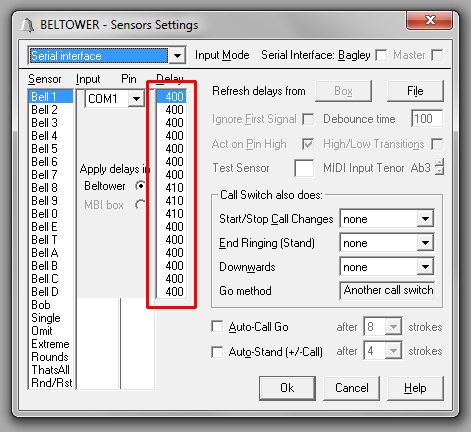 BELTOWER - Sensors Settings
Serial interface Input Mode Serial Interface: Bagley Master
Sensor Input Pin Delay
Bell 1 COM1 400
Bell 2 400
Bell 3 400
Bell 4 400
Bell 5 400
Bell 6 400
Bell 7 400
Bell 8 410
Bell 9 410
Bell 0 410
Bell E 400
Bell T 400
Bell A 400
Bell B 400
Bell C 400
Bell D 400
Bob
Single
Omit
Extreme
Rounds
ThatsAll
Rnd/Rst
Apply delays in
Beltower
MBI box
Refresh delays from Box File
Ignore First Signal Debounce time 100
Act on Pin High High/Low Transitions
Test Sensor MIDI Input Tenor Ab3
Call Switch also does:
Start/Stop Call Changes none
End Ringing (Stand) none
Downwards none
Go method Another call switch
Auto-Call Go after 8 strokes
Auto-Stand (+/-Call) after 4 strokes
Ok Cancel Help